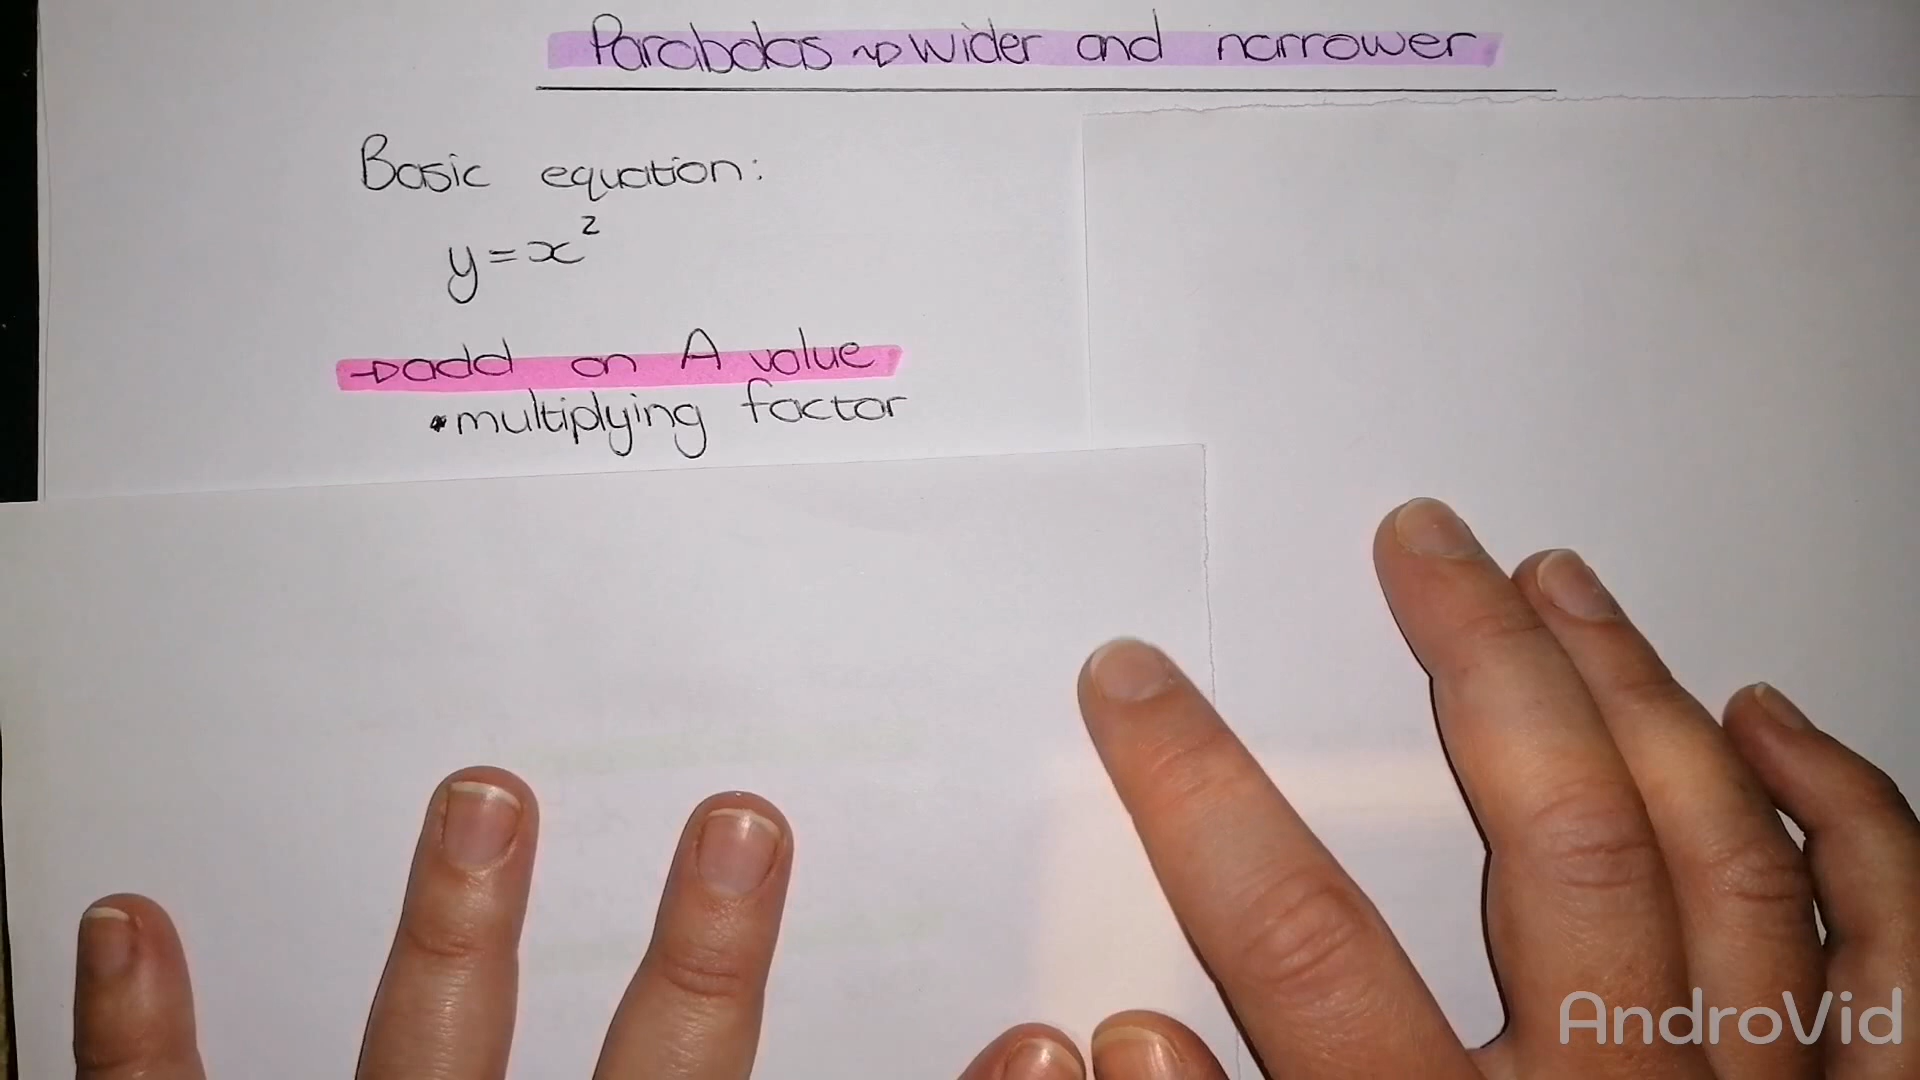 Parabolas → wider and narrower
Basic equation:
y=x²
→ add on A value
• multiplying factor
AndroVid